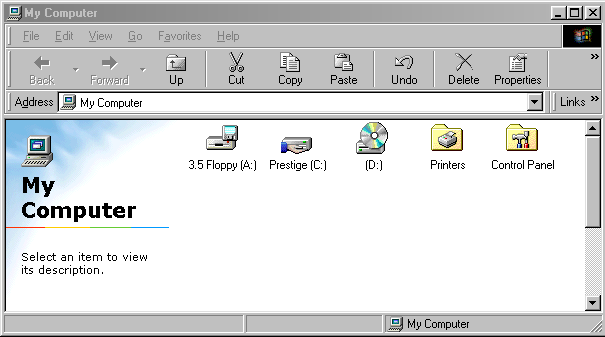 My Computer
File Edit View Go Favorites Help
Back Forward Up Cut Copy Paste Undo Delete Properties »
Address My Computer Links »
3.5 Floppy (A:) Prestige (C:) (D:) Printers Control Panel
My
Computer
Select an item to view
its description.
My Computer